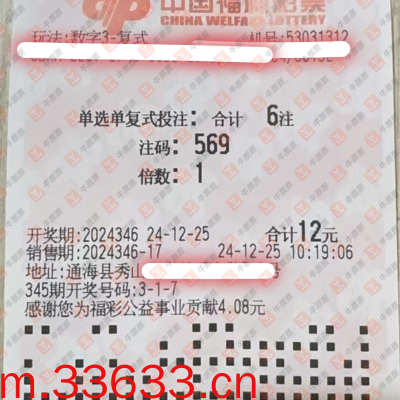 中国福利彩票
CHINA WELFARE LOTTERY
玩法:数字3-复式 机号:53031312
单选单复式投注: 合计 6注
注码: 569
倍数: 1
开奖期:2024346 24-12-25 合计12元
销售期:2024346-17 24-12-25 10:19:06
地址:通海县秀山
345期开奖号码:3-1-7
感谢您为福彩公益事业贡献4.08元
m.33633.cn